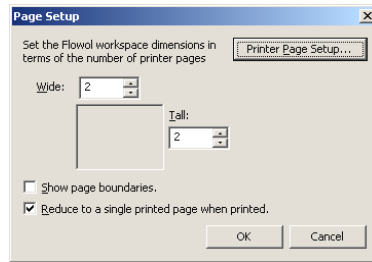 Page Setup
Set the Flowol workspace dimensions in
terms of the number of printer pages
Printer Page Setup...
Wide:
2
Tall:
2
Show page boundaries.
Reduce to a single printed page when printed.
OK
Cancel